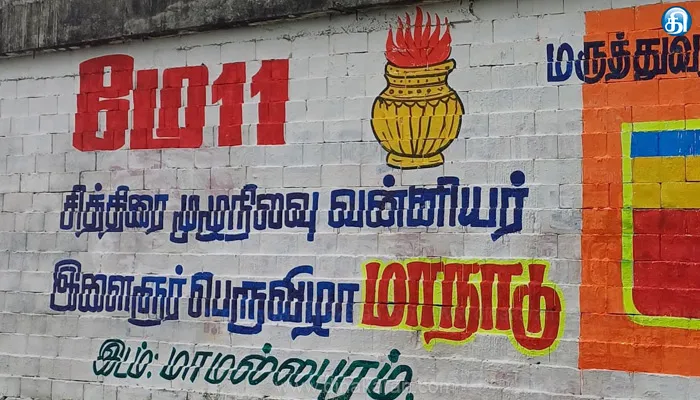 மே 11
மருத்துவ
சித்திரை முழுநிலவு வன்னியர்
இளைஞர் பெருவிழா மாநாடு
இடம்: மாமல்லபுரம்.